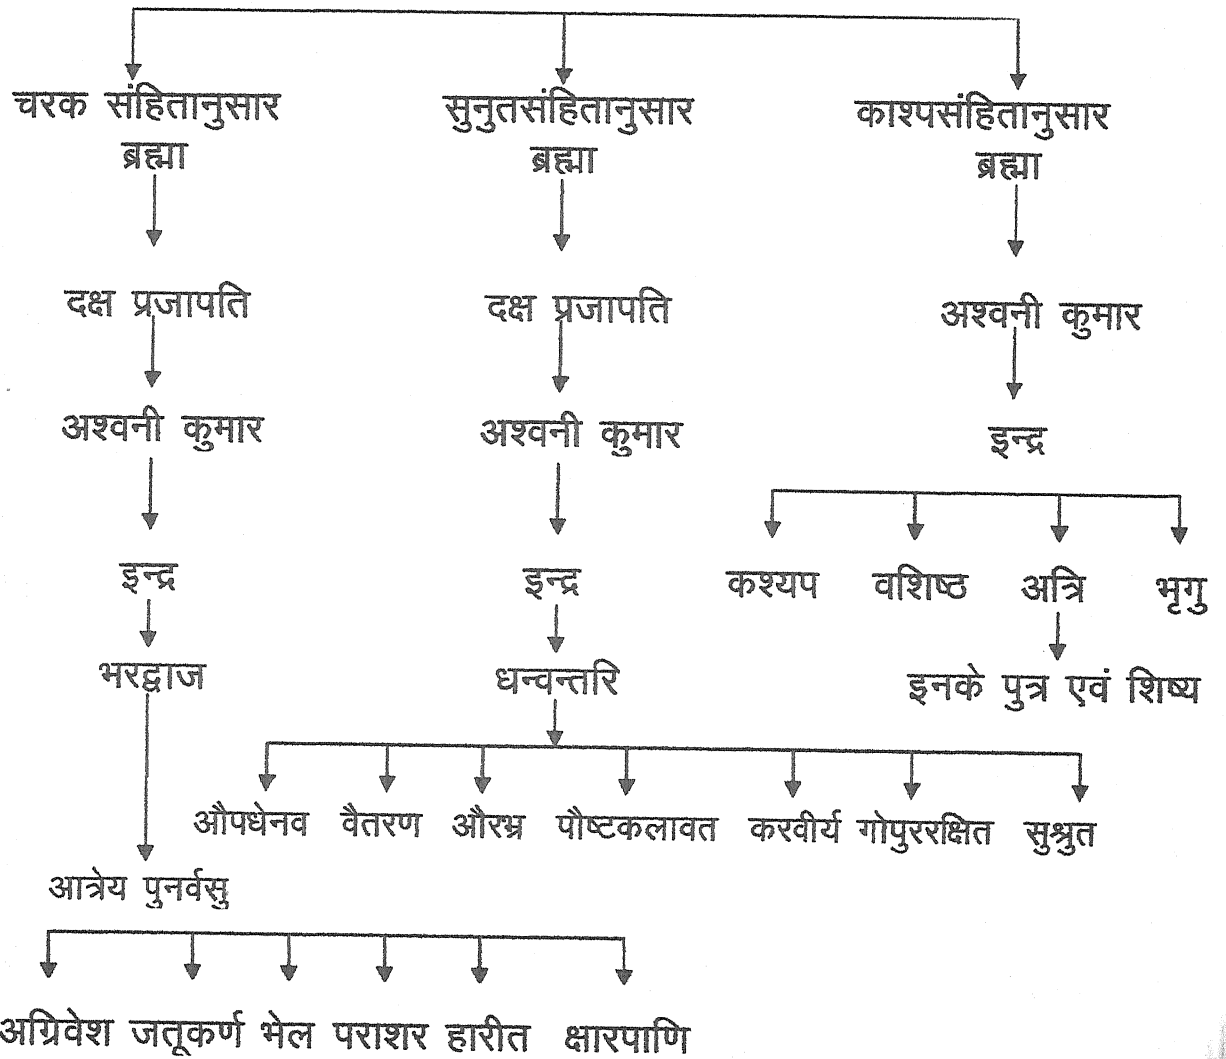 चरक संहितानुसार सुनुतसंहितानुसार काश्पसंहितानुसार
ब्रह्मा ब्रह्मा ब्रह्मा
दक्ष प्रजापति दक्ष प्रजापति अश्वनी कुमार
अश्वनी कुमार अश्वनी कुमार इन्द्र
इन्द्र इन्द्र कश्यप वशिष्ठ अत्रि भृगु
भरद्वाज धन्वन्तरि इनके पुत्र एवं शिष्य
औपधेनव वैतरण औरभ्र पौष्टकलावत करवीर्य गोपुररक्षित सुश्रुत
आत्रेय पुनर्वसु
अग्रिवेश जतूकर्ण भेल पराशर हारीत क्षारपाणि